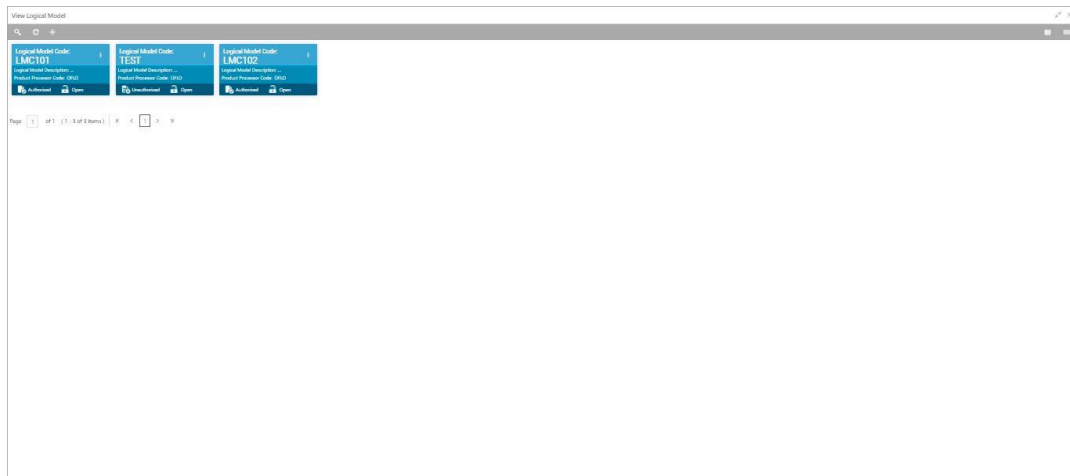 View Logical Model
Logical Model Code:
LMC101
Logical Model Description: ...
Product Processor Code: OFLO
Authorized Open
Logical Model Code:
TEST
Logical Model Description: ...
Product Processor Code: OFLO
Unauthorized Open
Logical Model Code:
LMC102
Logical Model Description: ...
Product Processor Code: OFLO
Authorized Open
Page 1 of 1 (1 - 3 of 3 items) 1